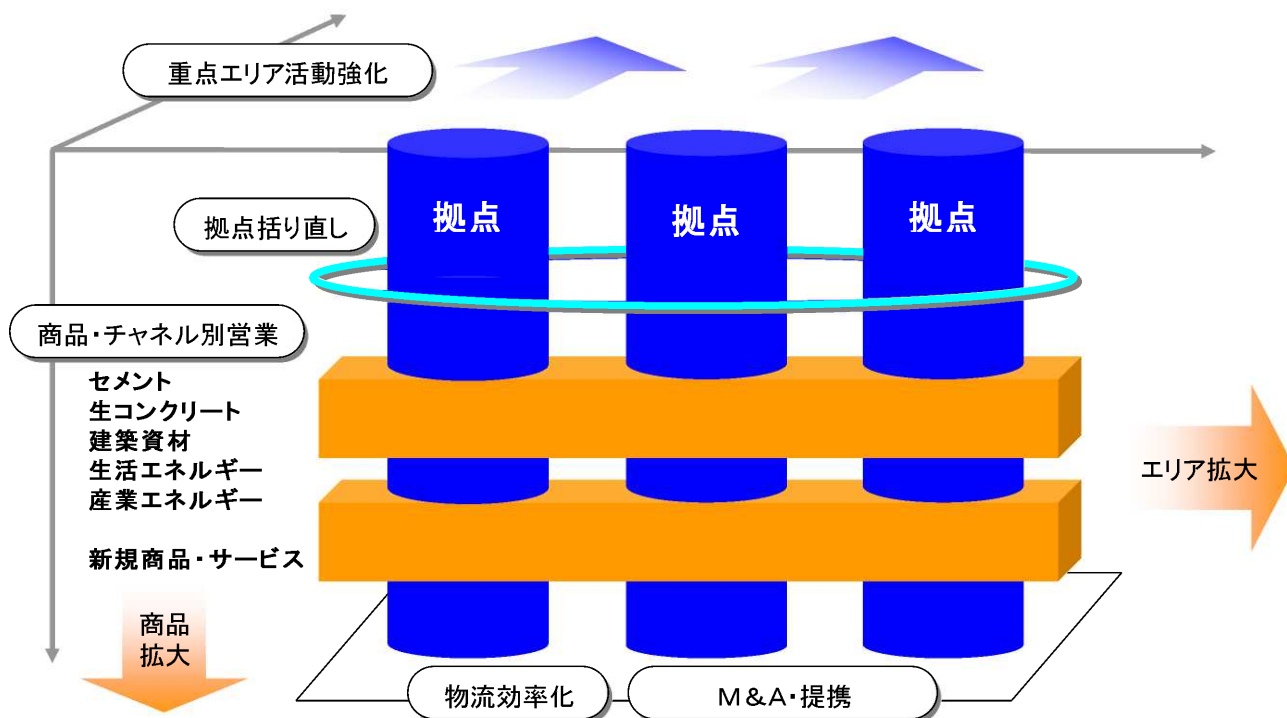 重点エリア活動強化
拠点
拠点
拠点
拠点括り直し
商品・チャネル別営業
セメント
生コンクリート
建築資材
生活エネルギー
産業エネルギー
新規商品・サービス
エリア拡大
商品
拡大
物流効率化
M&A・提携